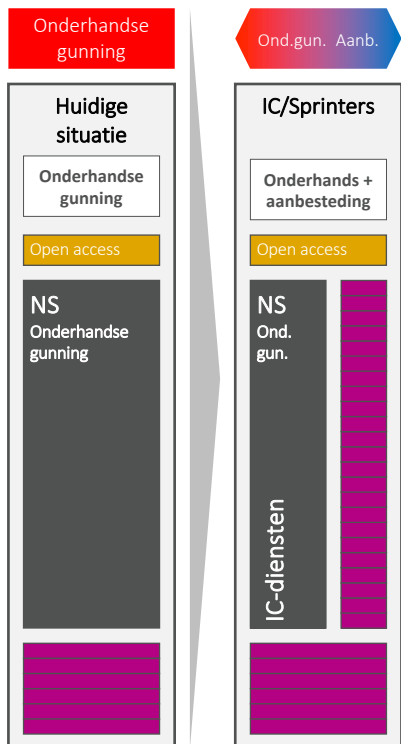 Onderhandse
gunning
Huidige
situatie
Onderhandse
gunning
Open access
NS
Onderhandse
gunning
Ond.gun. Aanb.
IC/Sprinters
Onderhands +
aanbesteding
Open access
NS
Ond.
gun.
IC-diensten